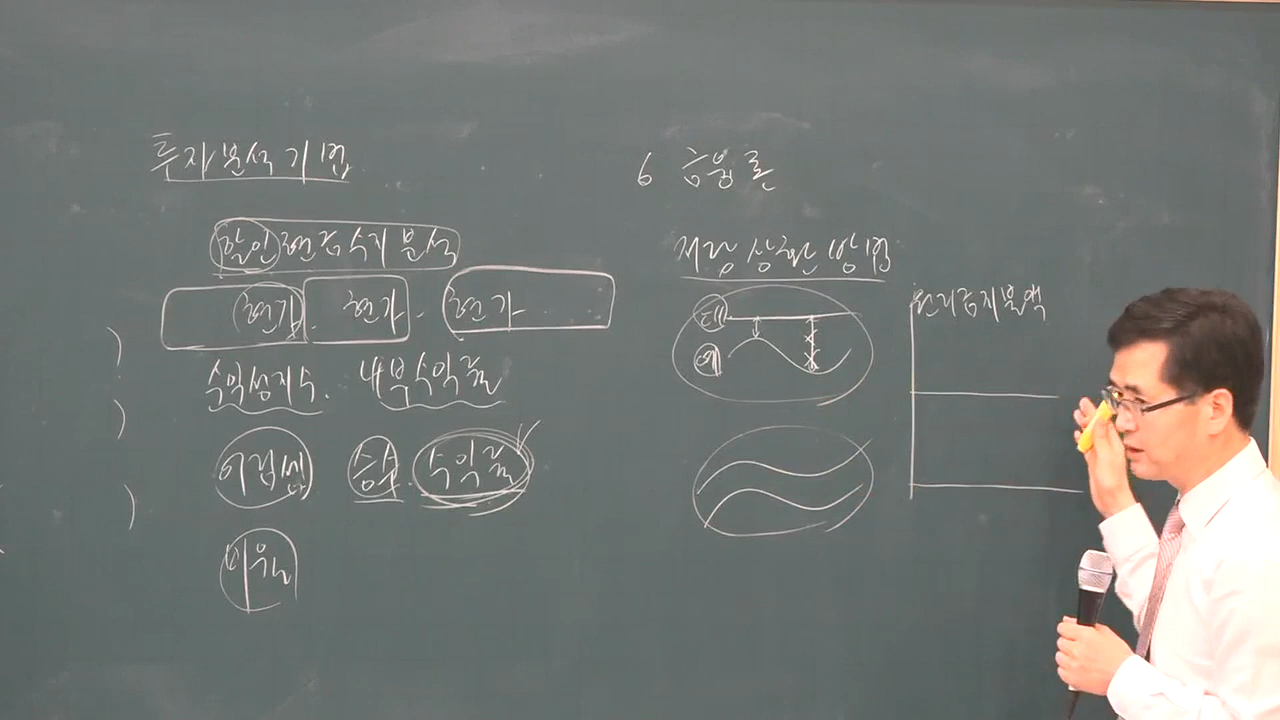 투자분석기법
할인현금수지분석
현가 현가 현가
수익성지수. 내부수익률
어림셈 승수. 수익률
비율
6 금융론
저당상환방법
대
예
원리금지불액